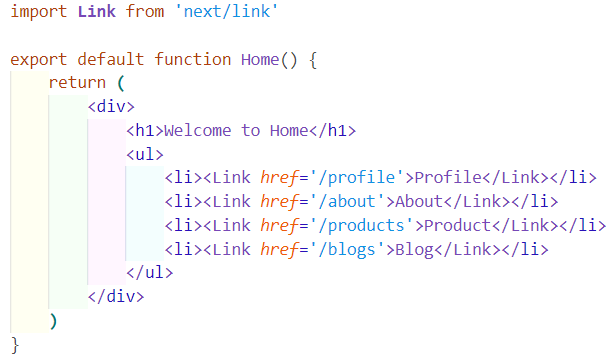 import Link from 'next/link'
export default function Home() {
return (
<div>
<h1>Welcome to Home</h1>
<ul>
<li><Link href='/profile'>Profile</Link></li>
<li><Link href='/about'>About</Link></li>
<li><Link href='/products'>Product</Link></li>
<li><Link href='/blogs'>Blog</Link></li>
</ul>
</div>
)
}